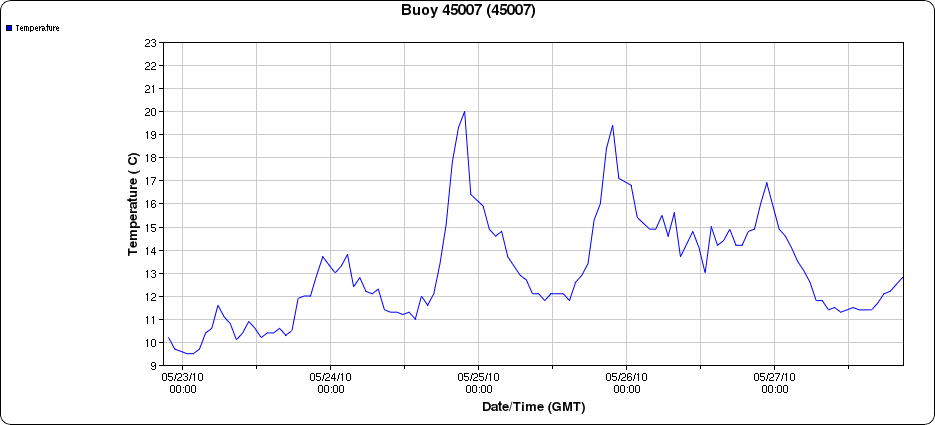 Buoy 45007 (45007)
Temperature
23
22
21
20
19
18
17
16
15
14
13
12
11
10
9
Temperature ( C)
05/23/10 05/24/10 05/25/10 05/26/10 05/27/10
00:00 00:00 00:00 00:00 00:00
Date/Time (GMT)